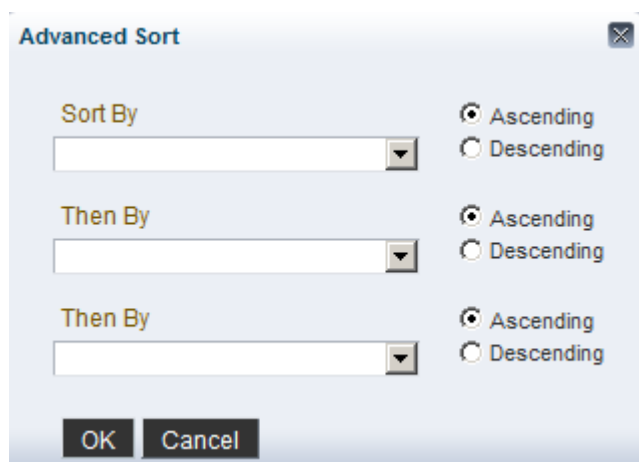 Advanced Sort
Sort By
Ascending
Descending
Then By
Ascending
Descending
Then By
Ascending
Descending
OK Cancel